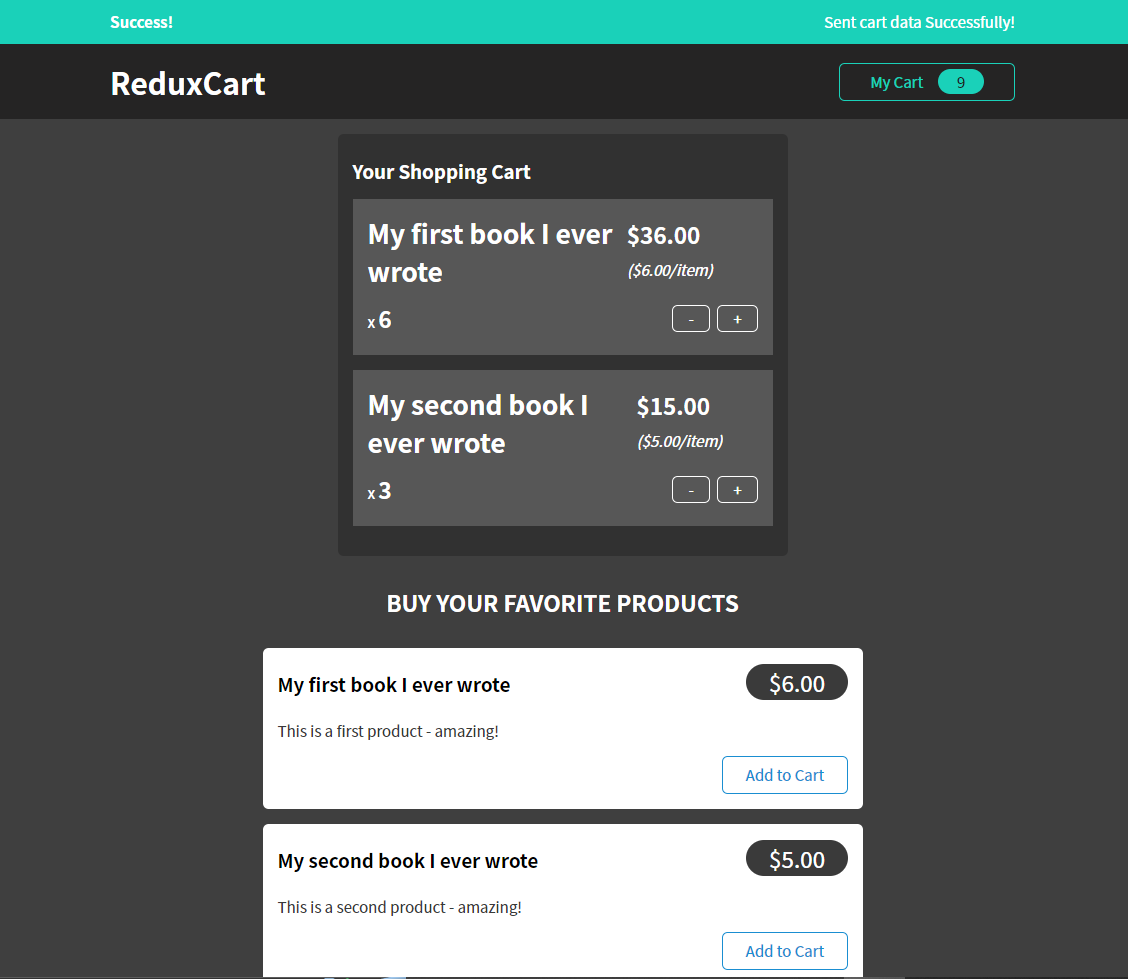 Success! Sent cart data Successfully!
ReduxCart My Cart 9
Your Shopping Cart
My first book I ever $36.00
wrote ($6.00/item)
x 6 - +
My second book I $15.00
ever wrote ($5.00/item)
x 3 - +
BUY YOUR FAVORITE PRODUCTS
My first book I ever wrote $6.00
This is a first product - amazing!
Add to Cart
My second book I ever wrote $5.00
This is a second product - amazing!
Add to Cart